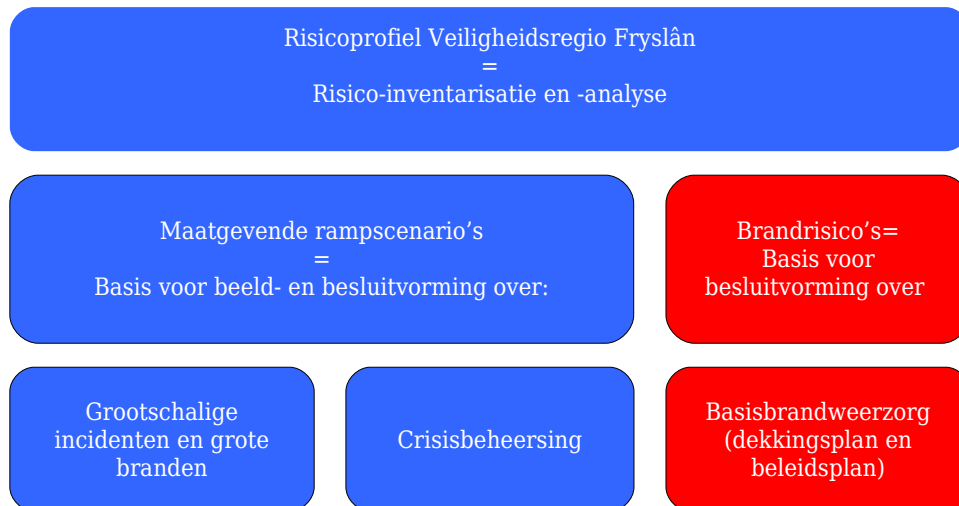 Risicoprofiel Veiligheidsregio Fryslân
=
Risico-inventarisatie en -analyse
Maatgevende rampscenario’s
=
Basis voor beeld- en besluitvorming over:
Brandrisico’s=
Basis voor
besluitvorming over
Grootschalige
incidenten en grote
branden
Crisisbeheersing
Basisbrandweerzorg
(dekkingsplan en
beleidsplan)